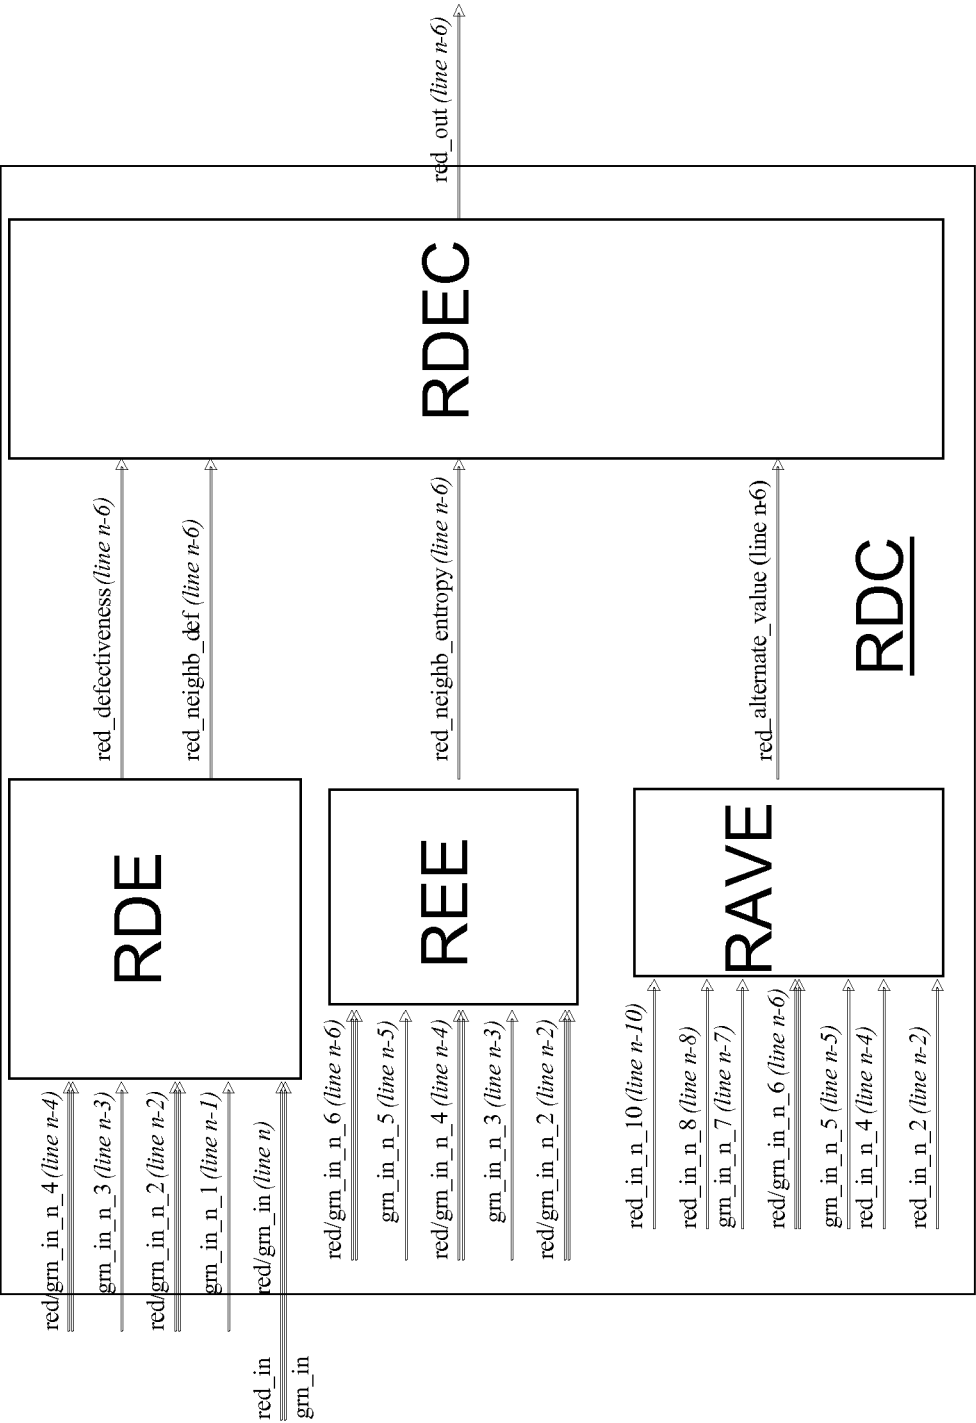 red_out (line n-6)
RDEC
red_defectiveness (line n-6)
red_neighb_def (line n-6)
red_neighb_entropy (line n-6)
red_alternate_value (line n-6)
RDC
RDE
REE
RAVE
red/grn_in_n_4 (line n-4)
grn_in_n_3 (line n-3)
red/grn_in_n_2 (line n-2)
grn_in_n_1 (line n-1)
red/grn_in (line n)
red_in
grn_in
red/grn_in_n_6 (line n-6)
grn_in_n_5 (line n-5)
red/grn_in_n_4 (line n-4)
grn_in_n_3 (line n-3)
red/grn_in_n_2 (line n-2)
red_in_n_10 (line n-10)
red_in_n_8 (line n-8)
grn_in_n_7 (line n-7)
red/grn_in_n_6 (line n-6)
grn_in_n_5 (line n-5)
red_in_n_4 (line n-4)
red_in_n_2 (line n-2)